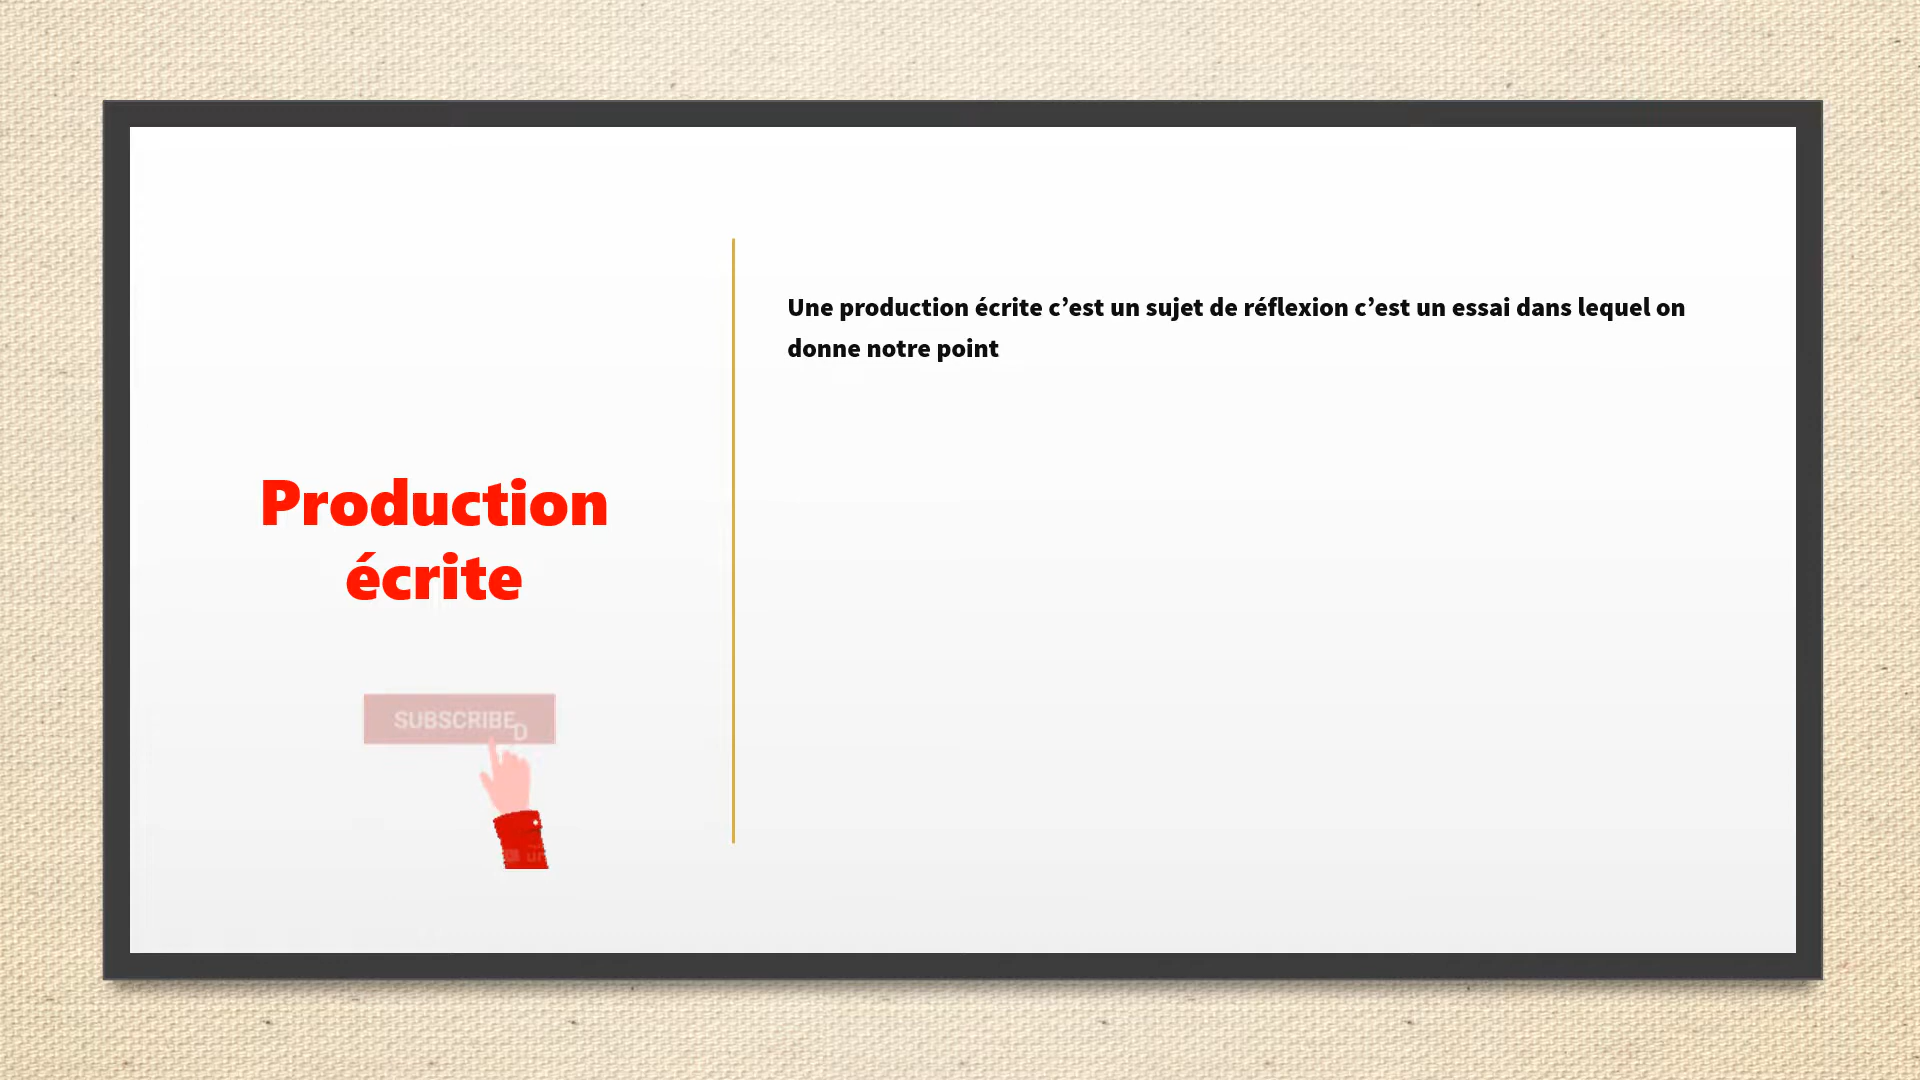 Une production écrite c’est un sujet de réflexion c’est un essai dans lequel on
donne notre point
Production
écrite
SUBSCRIBED